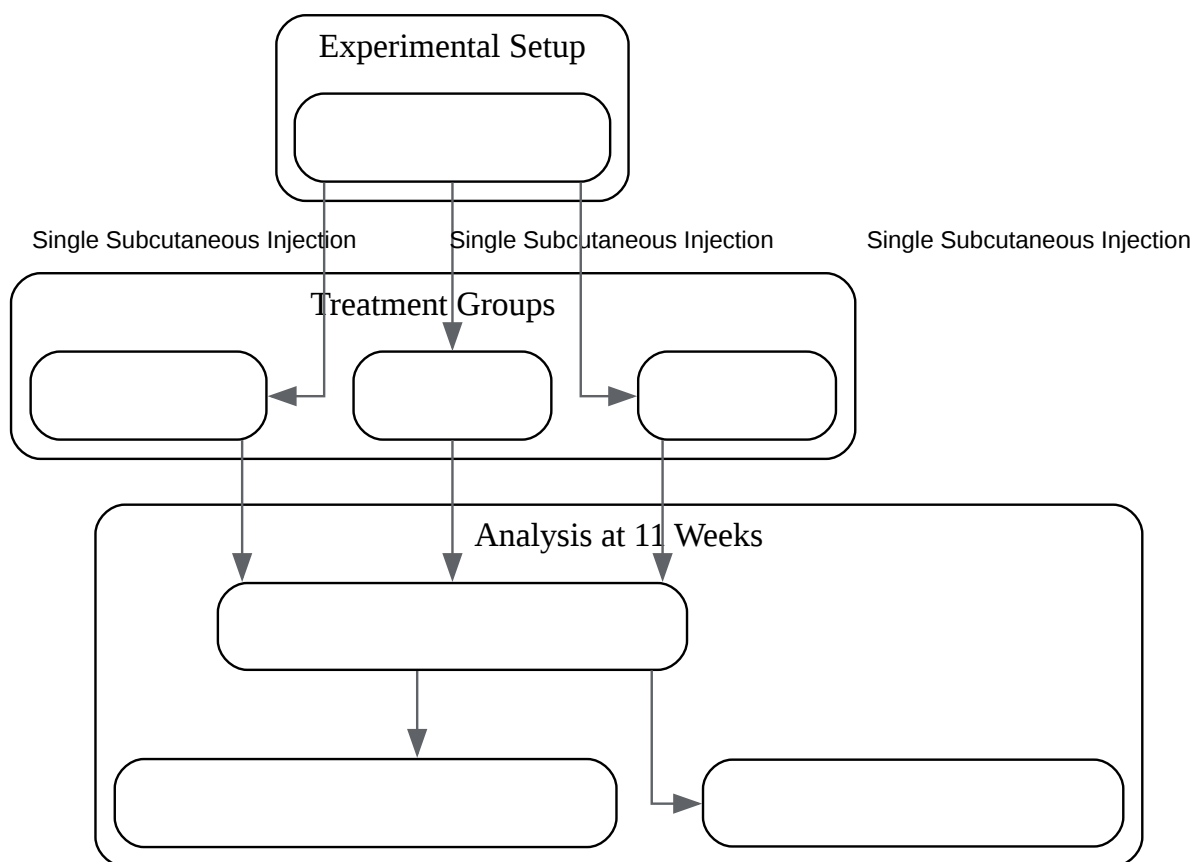 Experimental Setup
Single Subcutaneous Injection Single Subcutaneous Injection Single Subcutaneous Injection
Treatment Groups
Analysis at 11 Weeks